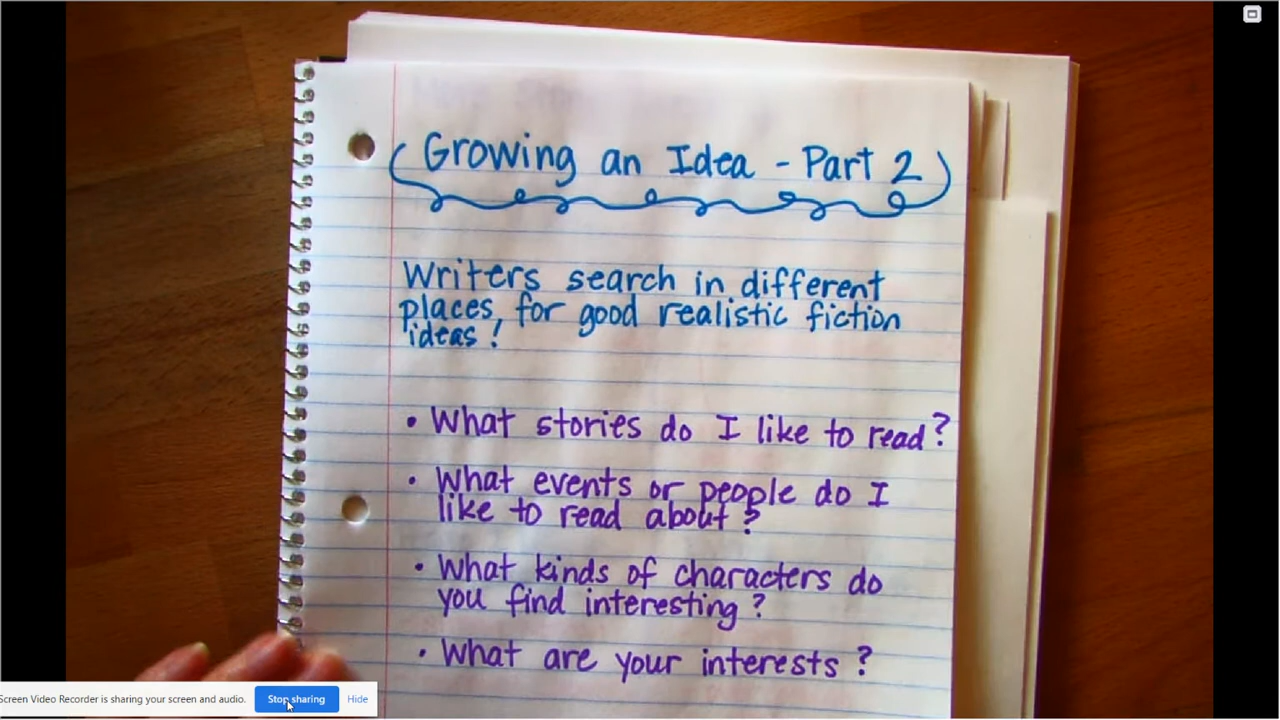 Growing an Idea - Part 2
Writers search in different
places, for good realistic fiction
ideas!
• What stories do I like to read?
• What events or people do I
like to read about?
• What kinds of characters do
you find interesting?
• What are your interests?
Screen Video Recorder is sharing your screen and audio. Stop sharing Hide